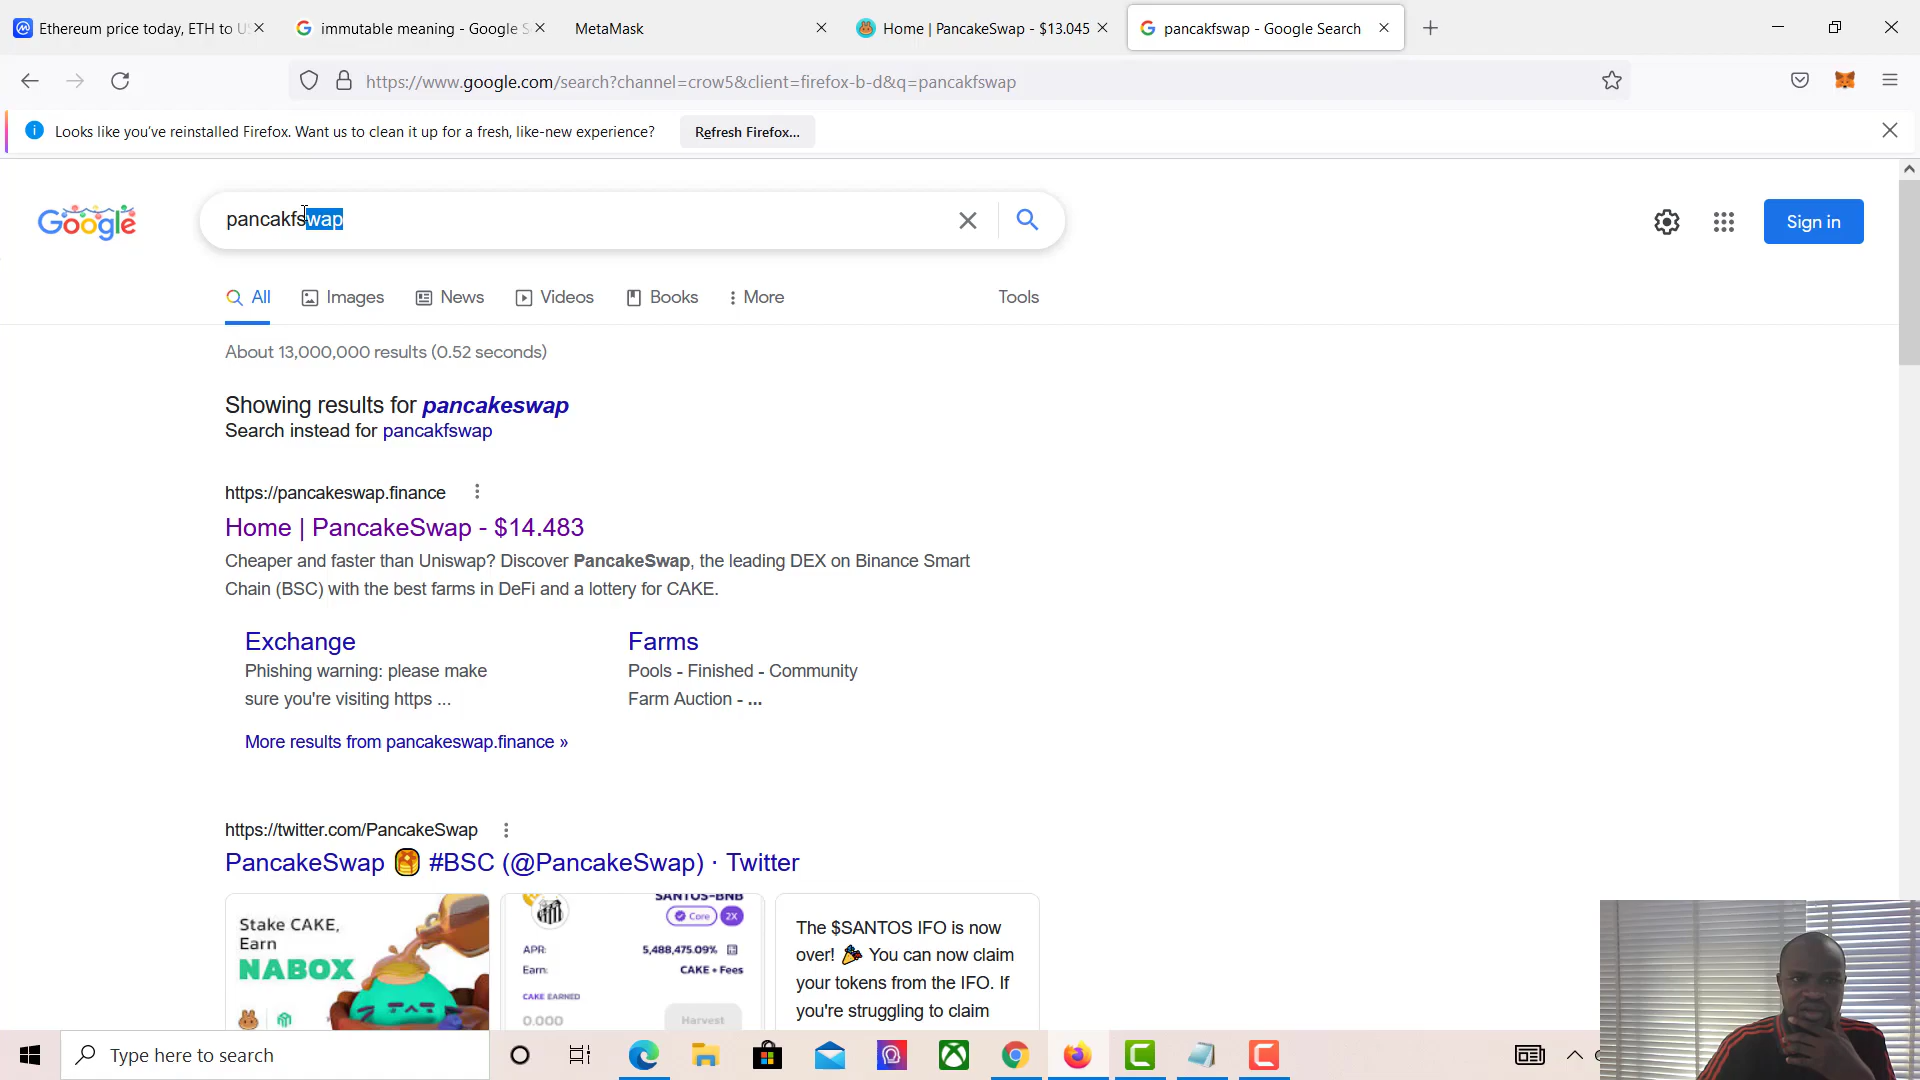 Ethereum price today, ETH to US
immutable meaning - Google S
MetaMask
Home | PancakeSwap - $13.045
pancakfswap - Google Search
https://www.google.com/search?channel=crow5&client=firefox-b-d&q=pancakfswap
Looks like you've reinstalled Firefox. Want us to clean it up for a fresh, like-new experience?
Refresh Firefox...
Google
pancakfswap
Sign in
All
Images
News
Videos
Books
More
Tools
About 13,000,000 results (0.52 seconds)
Showing results for pancakeswap
Search instead for pancakfswap
https://pancakeswap.finance
Home | PancakeSwap - $14.483
Cheaper and faster than Uniswap? Discover PancakeSwap, the leading DEX on Binance Smart
Chain (BSC) with the best farms in DeFi and a lottery for CAKE.
Exchange
Phishing warning: please make
sure you're visiting https ...
Farms
Pools - Finished - Community
Farm Auction - ...
More results from pancakeswap.finance »
https://twitter.com/PancakeSwap
PancakeSwap 🥞 #BSC (@PancakeSwap) · Twitter
Stake CAKE,
Earn
NABOX
SANTOS-BNB
Core
2X
APR:
5,488,475.09%
Earn:
CAKE + Fees
CAKE EARNED
0.000
Harvest
The $SANTOS IFO is now
over! 🎉 You can now claim
your tokens from the IFO. If
you're struggling to claim
Type here to search